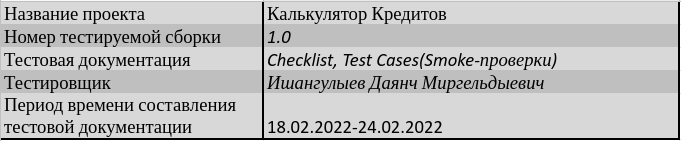 Название проекта Калькулятор Кредитов
Номер тестируемой сборки 1.0
Тестовая документация Checklist, Test Cases(Smoke-проверки)
Тестировщик Ишангулыев Даянч Миргельдыевич
Период времени составления
тестовой документации 18.02.2022-24.02.2022